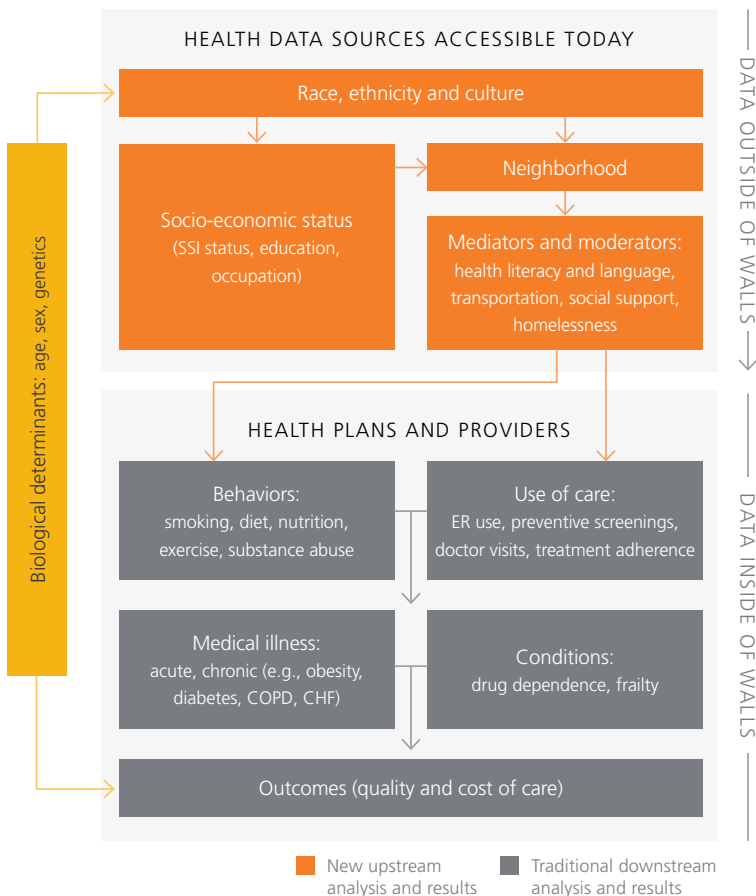 HEALTH DATA SOURCES ACCESSIBLE TODAY
Race, ethnicity and culture
Socio-economic status
(SSI status, education,
occupation)
Neighborhood
Mediators and moderators:
health literacy and language,
transportation, social support,
homelessness
DATA OUTSIDE OF WALLS
Biological determinants: age, sex, genetics
HEALTH PLANS AND PROVIDERS
Behaviors:
smoking, diet, nutrition,
exercise, substance abuse
Use of care:
ER use, preventive screenings,
doctor visits, treatment adherence
Medical illness:
acute, chronic (e.g., obesity,
diabetes, COPD, CHF)
Conditions:
drug dependence, frailty
Outcomes (quality and cost of care)
DATA INSIDE OF WALLS
New upstream
analysis and results
Traditional downstream
analysis and results